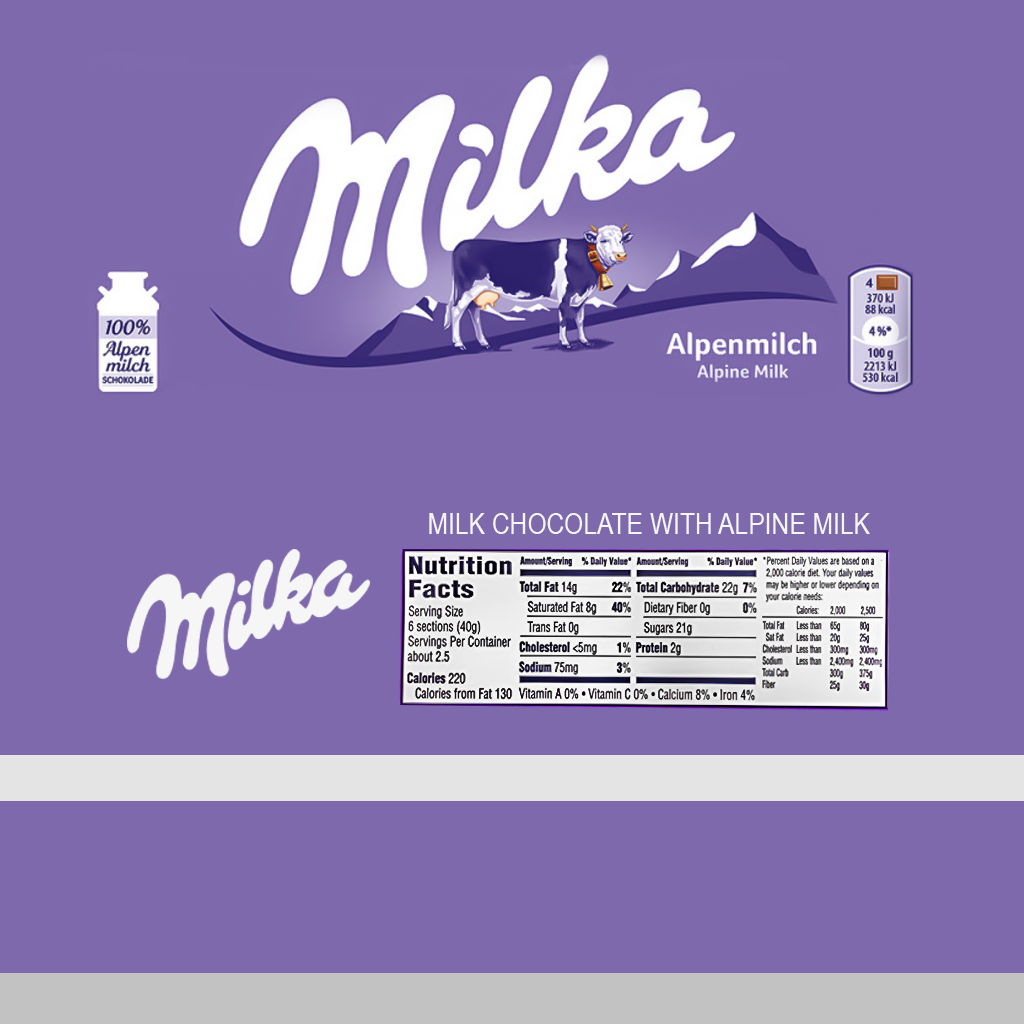 Milka
100%
Alpen
milch
SCHOKOLADE
Alpenmilch
Alpine Milk
4
370 kJ
88 kcal
4%*
100 g
2213 kJ
530 kcal
MILK CHOCOLATE WITH ALPINE MILK
Milka
Nutrition
Facts
Serving Size
6 sections (40g)
Servings Per Container
about 2.5
Calories 220
Calories from Fat 130
Amount/Serving % Daily Value*
Total Fat 14g 22%
Saturated Fat 8g 40%
Trans Fat 0g
Cholesterol <5mg 1%
Sodium 75mg 3%
Amount/Serving % Daily Value*
Total Carbohydrate 22g 7%
Dietary Fiber 0g 0%
Sugars 21g
Protein 2g
Vitamin A 0% • Vitamin C 0% • Calcium 8% • Iron 4%
*Percent Daily Values are based on a
2,000 calorie diet. Your daily values
may be higher or lower depending on
your calorie needs:
Calories: 2,000 2,500
Total Fat Less than 65g 80g
Sat Fat Less than 20g 25g
Cholesterol Less than 300mg 300mg
Sodium Less than 2,400mg 2,400mg
Total Carb 300g 375g
Fiber 25g 30g